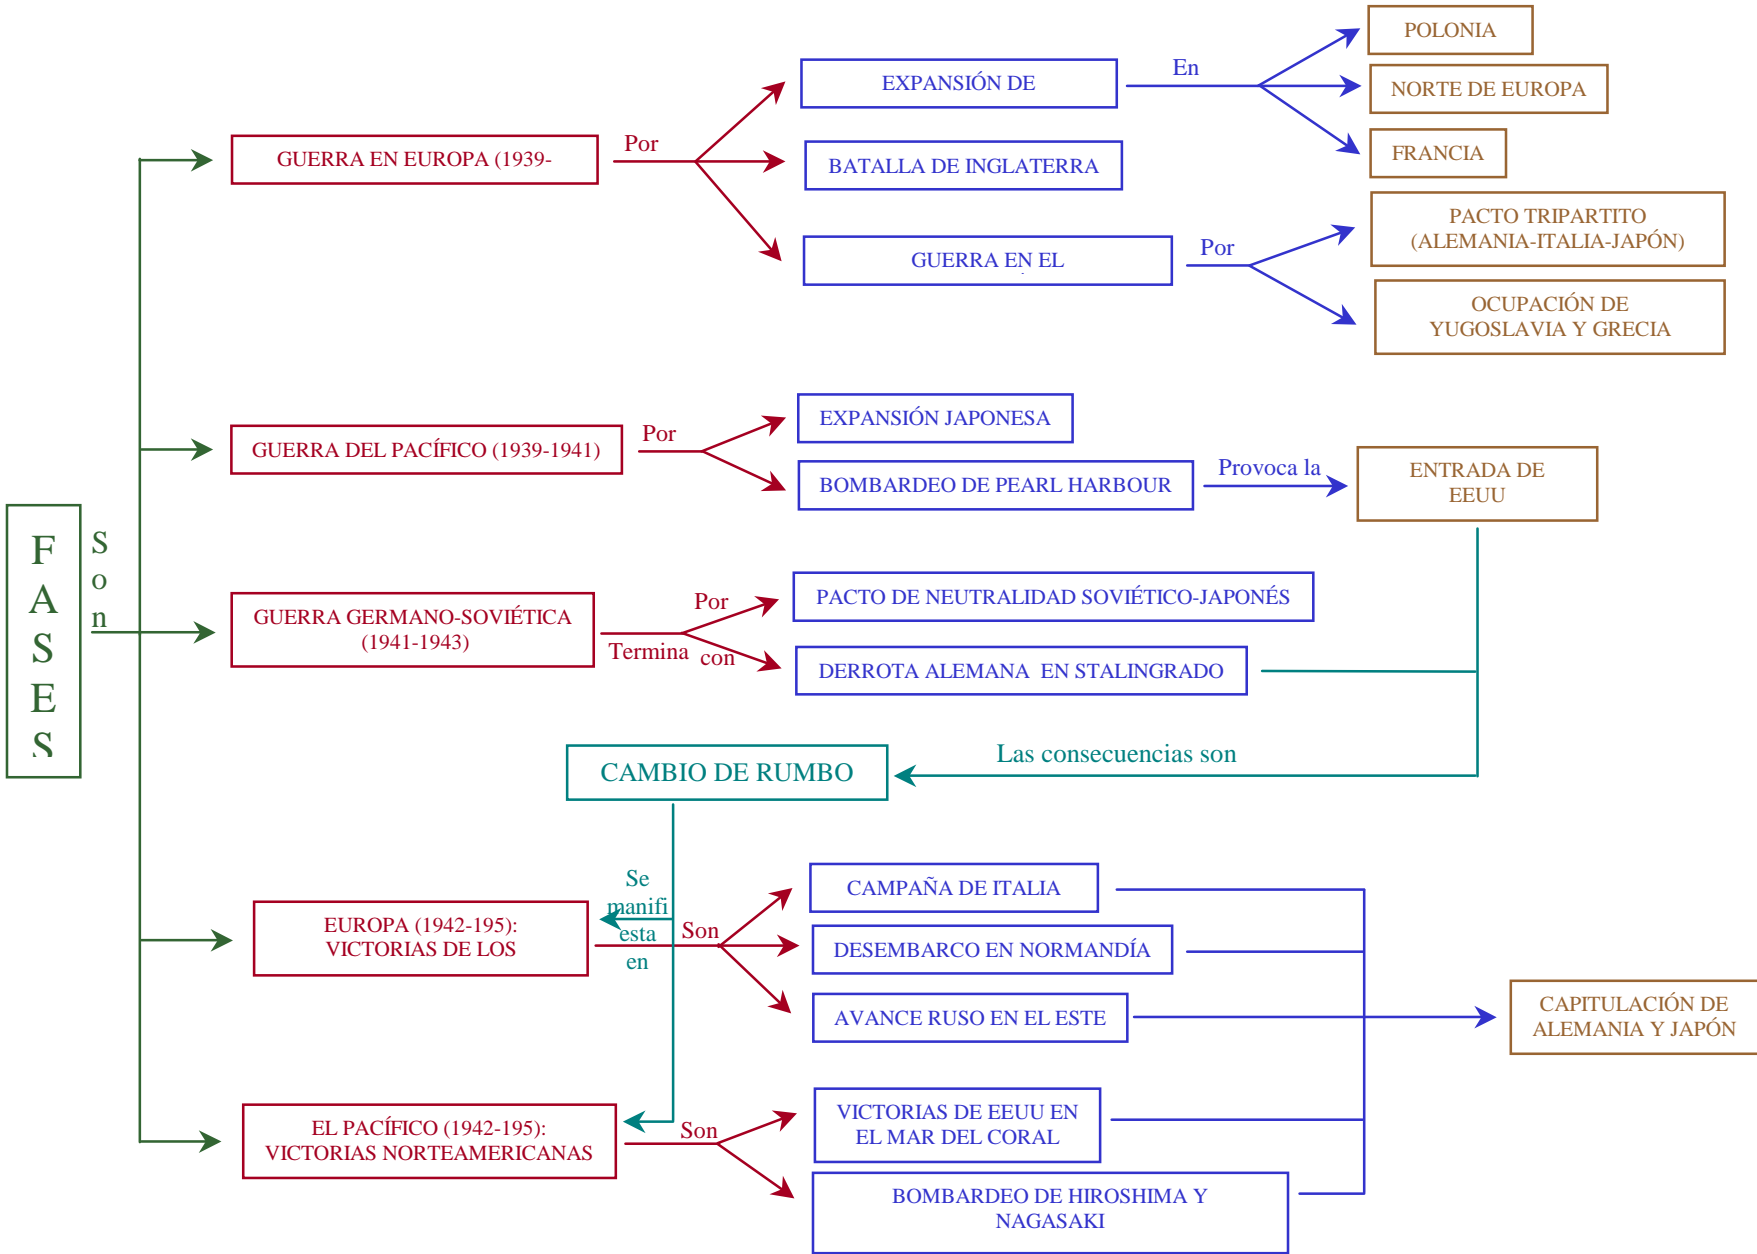 F
A
S
E
S
S
o
n
GUERRA EN EUROPA (1939-
Por
EXPANSIÓN DE
En
POLONIA
NORTE DE EUROPA
FRANCIA
BATALLA DE INGLATERRA
GUERRA EN EL
Por
PACTO TRIPARTITO
(ALEMANIA-ITALIA-JAPÓN)
OCUPACIÓN DE
YUGOSLAVIA Y GRECIA
GUERRA DEL PACÍFICO (1939-1941)
Por
EXPANSIÓN JAPONESA
BOMBARDEO DE PEARL HARBOUR
Provoca la
ENTRADA DE
EEUU
GUERRA GERMANO-SOVIÉTICA
(1941-1943)
Por
Termina con
PACTO DE NEUTRALIDAD SOVIÉTICO-JAPONÉS
DERROTA ALEMANA EN STALINGRADO
Las consecuencias son
CAMBIO DE RUMBO
Se
manifi
esta
en
EUROPA (1942-195):
VICTORIAS DE LOS
Son
CAMPAÑA DE ITALIA
DESEMBARCO EN NORMANDÍA
AVANCE RUSO EN EL ESTE
CAPITULACIÓN DE
ALEMANIA Y JAPÓN
EL PACÍFICO (1942-195):
VICTORIAS NORTEAMERICANAS
Son
VICTORIAS DE EEUU EN
EL MAR DEL CORAL
BOMBARDEO DE HIROSHIMA Y
NAGASAKI